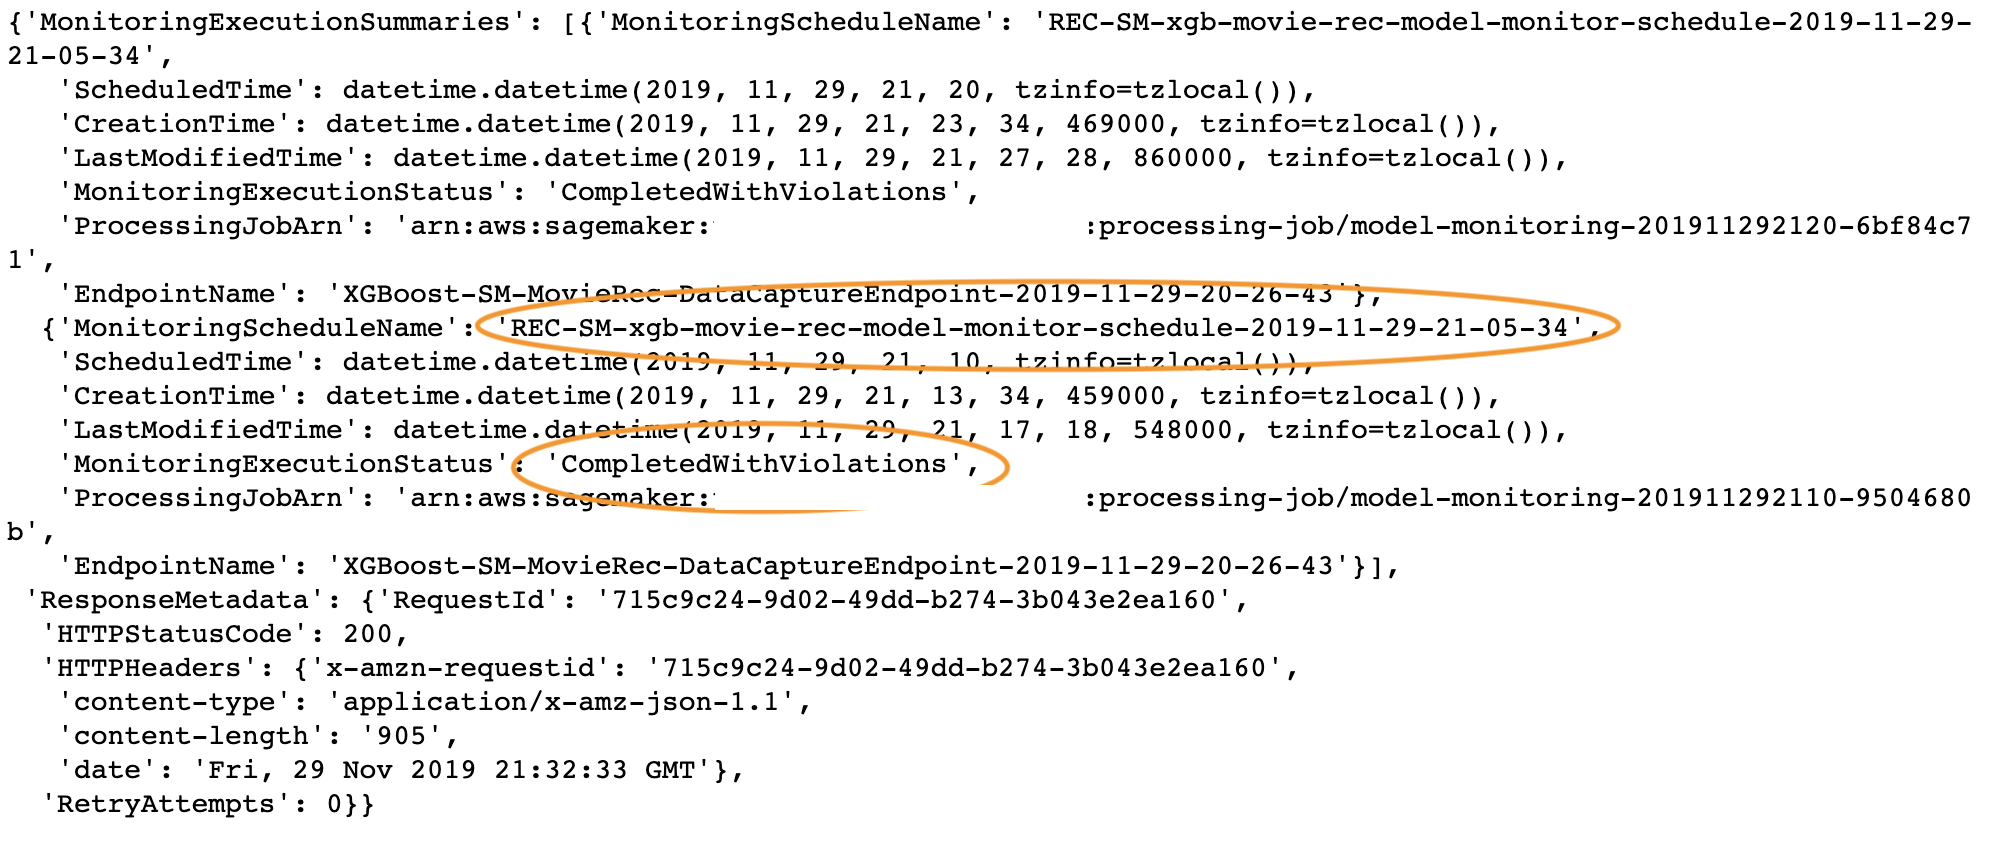 {'MonitoringExecutionSummaries': [{'MonitoringScheduleName': 'REC-SM-xgb-movie-rec-model-monitor-schedule-2019-11-29-
21-05-34',
'ScheduledTime': datetime.datetime(2019, 11, 29, 21, 20, tzinfo=tzlocal()),
'CreationTime': datetime.datetime(2019, 11, 29, 21, 23, 34, 469000, tzinfo=tzlocal()),
'LastModifiedTime': datetime.datetime(2019, 11, 29, 21, 27, 28, 860000, tzinfo=tzlocal()),
'MonitoringExecutionStatus': 'CompletedWithViolations',
'ProcessingJobArn': 'arn:aws:sagemaker: :processing-job/model-monitoring-201911292120-6bf84c7
1',
'EndpointName': 'XGBoost-SM-MovieRec-DataCaptureEndpoint-2019-11-29-20-26-43'},
{'MonitoringScheduleName': 'REC-SM-xgb-movie-rec-model-monitor-schedule-2019-11-29-21-05-34',
'ScheduledTime': datetime.datetime(2019, 11, 29, 21, 10, tzinfo=tzlocal()),
'CreationTime': datetime.datetime(2019, 11, 29, 21, 13, 34, 459000, tzinfo=tzlocal()),
'LastModifiedTime': datetime.datetime(2019, 11, 29, 21, 17, 18, 548000, tzinfo=tzlocal()),
'MonitoringExecutionStatus': 'CompletedWithViolations',
'ProcessingJobArn': 'arn:aws:sagemaker: :processing-job/model-monitoring-201911292110-9504680
b',
'EndpointName': 'XGBoost-SM-MovieRec-DataCaptureEndpoint-2019-11-29-20-26-43'}],
'ResponseMetadata': {'RequestId': '715c9c24-9d02-49dd-b274-3b043e2ea160',
'HTTPStatusCode': 200,
'HTTPHeaders': {'x-amzn-requestid': '715c9c24-9d02-49dd-b274-3b043e2ea160',
'content-type': 'application/x-amz-json-1.1',
'content-length': '905',
'date': 'Fri, 29 Nov 2019 21:32:33 GMT'},
'RetryAttempts': 0}}